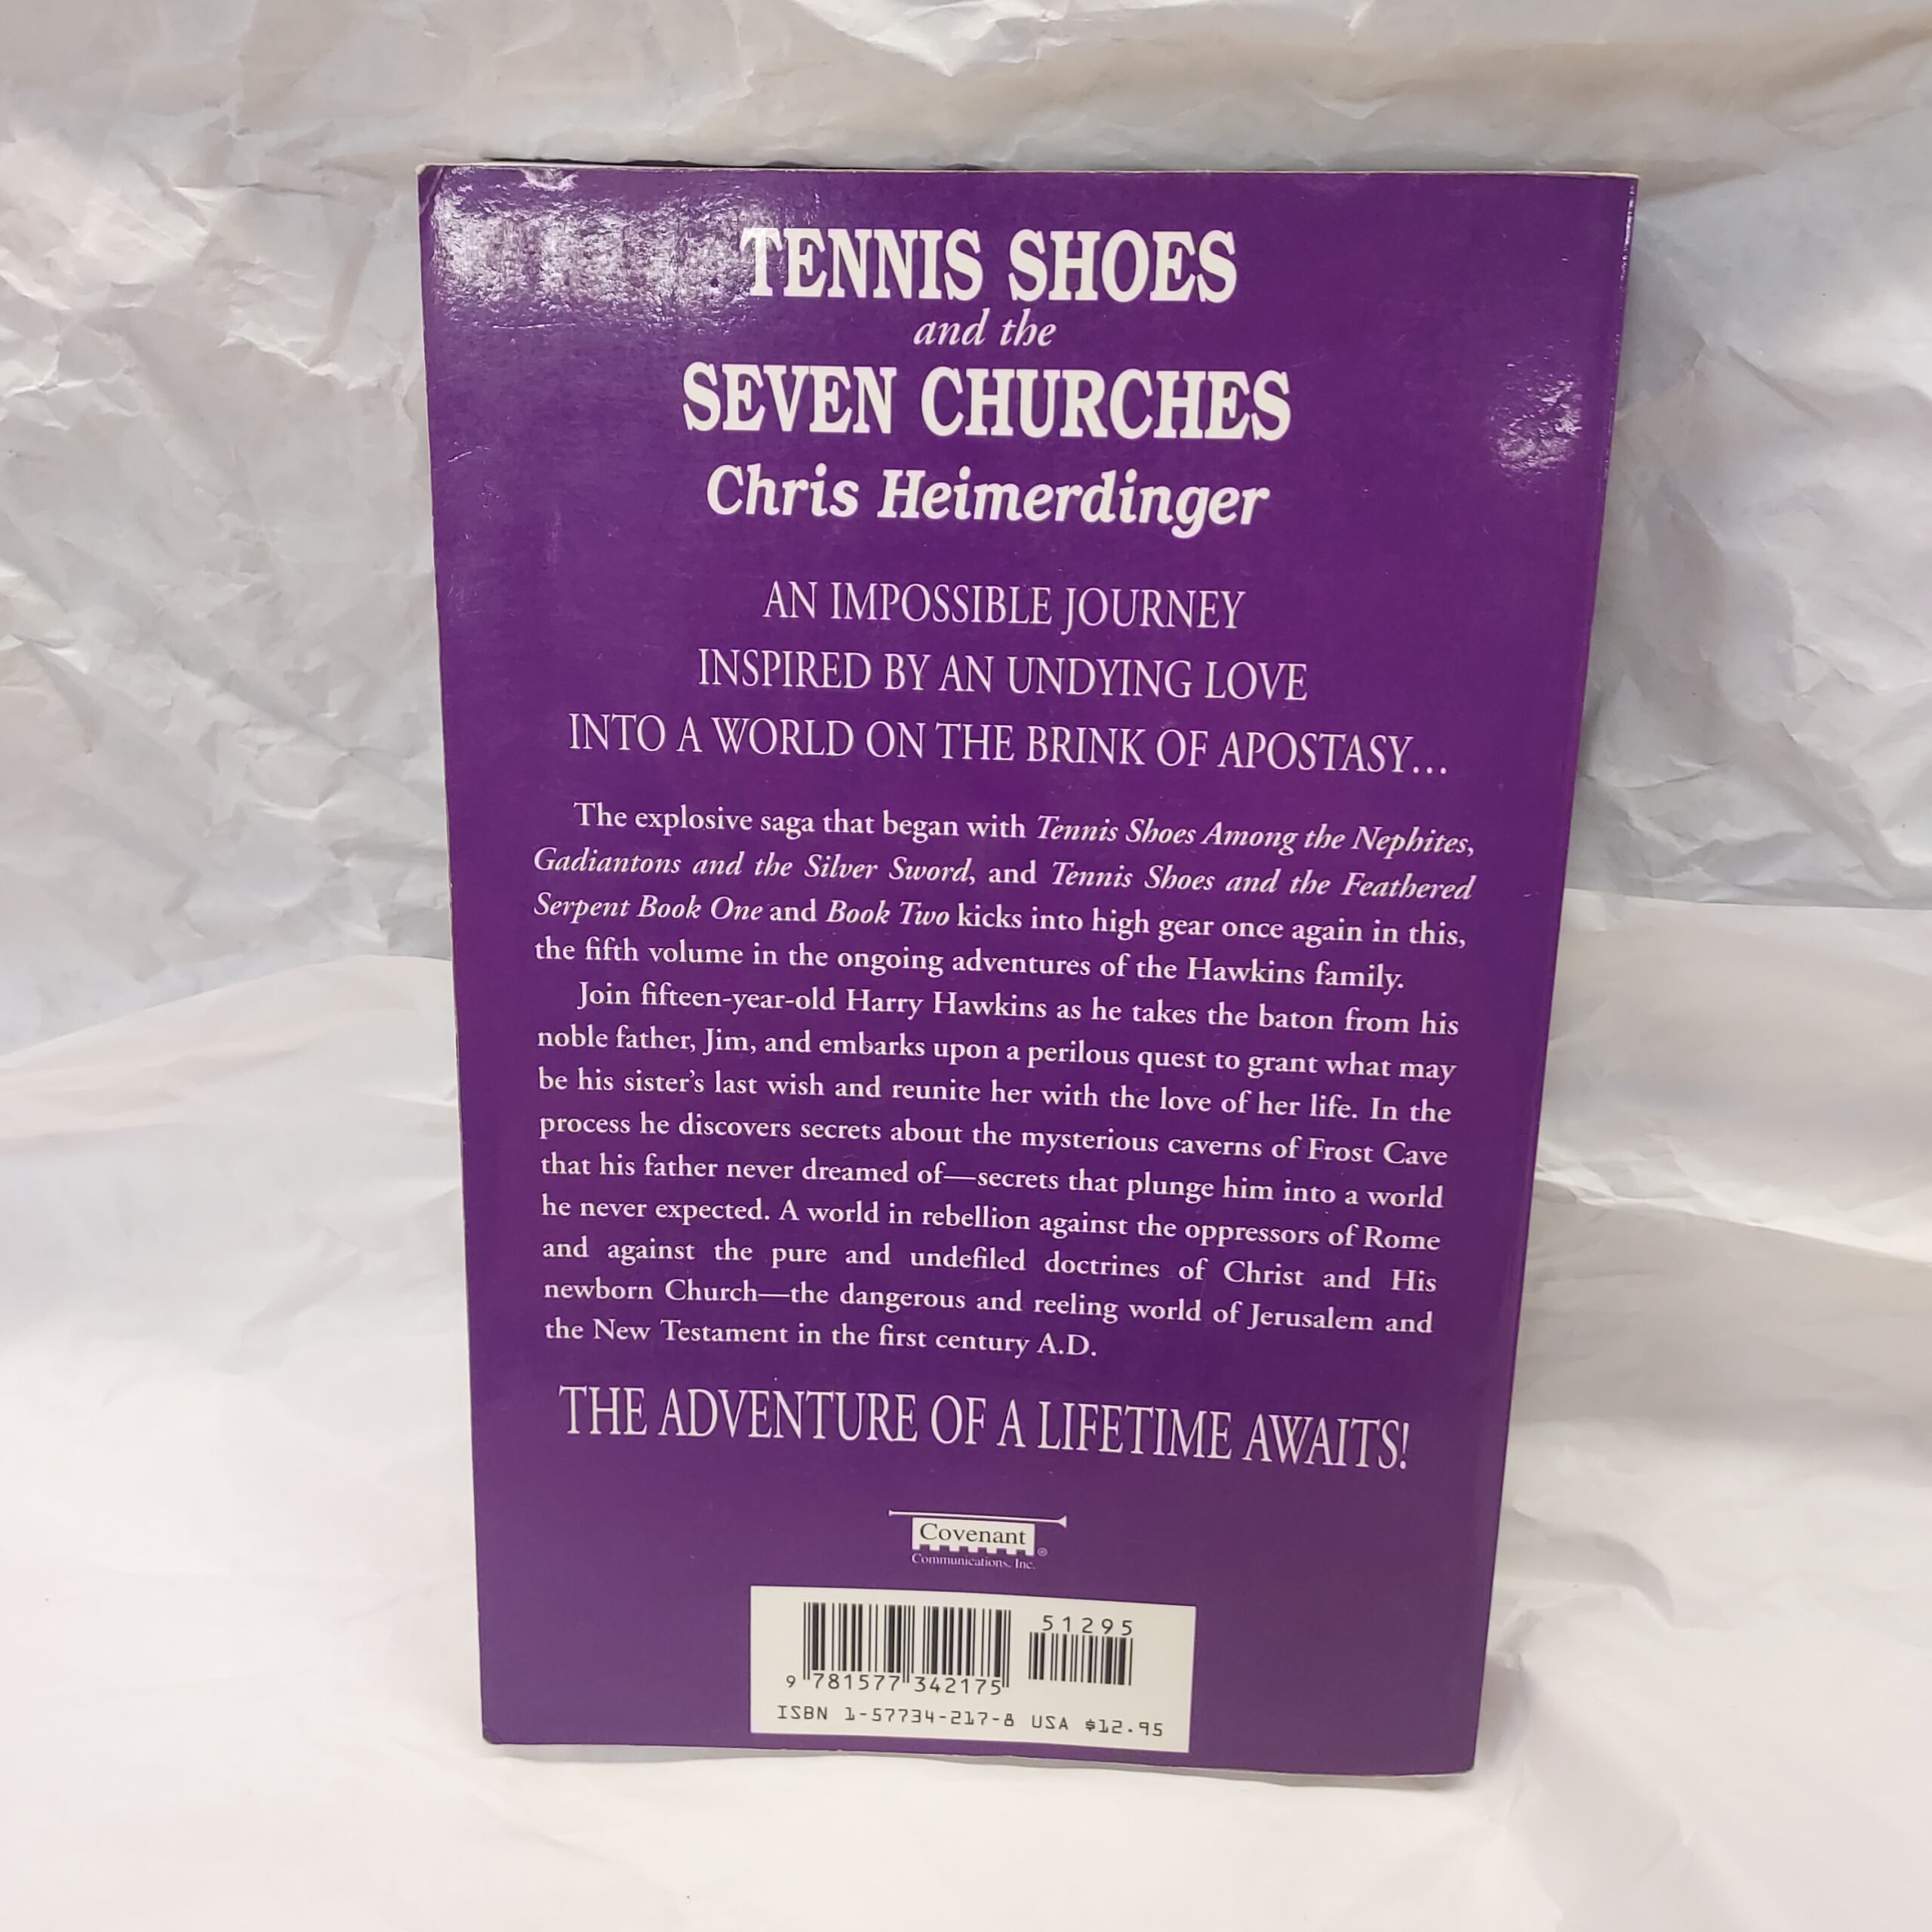 TENNIS SHOES
and the
SEVEN CHURCHES
Chris Heimerdinger
AN IMPOSSIBLE JOURNEY
INSPIRED BY AN UNDYING LOVE
INTO A WORLD ON THE BRINK OF APOSTASY...
The explosive saga that began with Tennis Shoes Among the Nephites,
Gadiantons and the Silver Sword, and Tennis Shoes and the Feathered
Serpent Book One and Book Two kicks into high gear once again in this,
the fifth volume in the ongoing adventures of the Hawkins family.
Join fifteen-year-old Harry Hawkins as he takes the baton from his
noble father, Jim, and embarks upon a perilous quest to grant what may
be his sister's last wish and reunite her with the love of her life. In the
process he discovers secrets about the mysterious caverns of Frost Cave
that his father never dreamed of—secrets that plunge him into a world
he never expected. A world in rebellion against the oppressors of Rome
and against the pure and undefiled doctrines of Christ and His
newborn Church—the dangerous and reeling world of Jerusalem and
the New Testament in the first century A.D.
THE ADVENTURE OF A LIFETIME AWAITS!
Covenant
Communications, Inc.
®
51295
9 781577 342175
ISBN 1-57734-217-8 USA $12.95